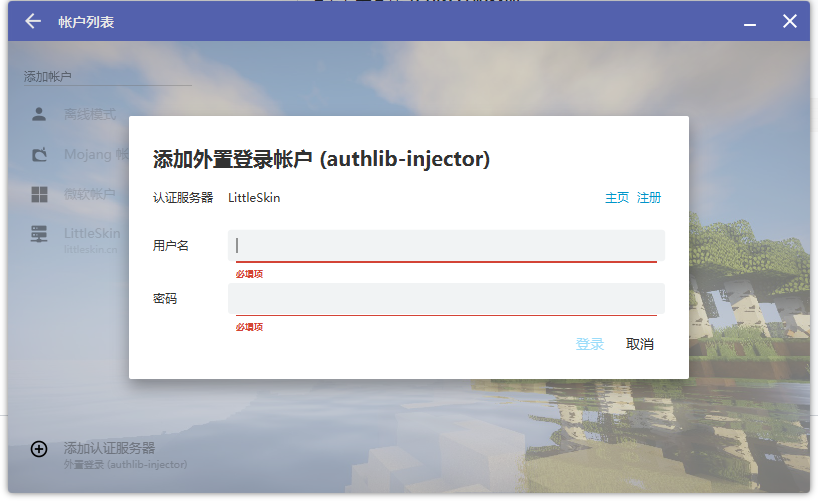 帐户列表
添加帐户
离线模式
Mojang 帐
微软帐户
LittleSkin
littleskin.cn
添加外置登录帐户 (authlib-injector)
认证服务器 LittleSkin 主页 注册
用户名
必填项
密码
必填项
登录 取消
添加认证服务器
外置登录 (authlib-injector)